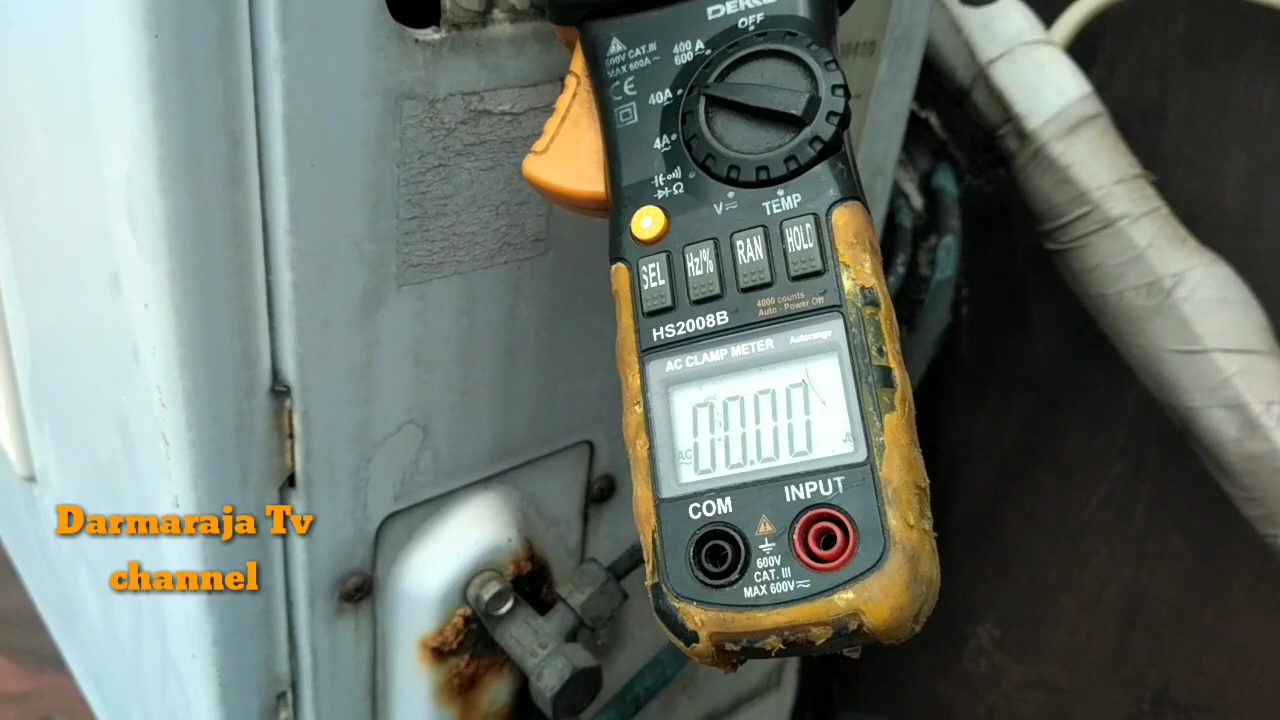 OFF
400 A
600
600V CAT.III
MAX 600A~
CE
40A
4A
Ω
V
TEMP
SEL
Hz/%
RAN
HOLD
4000 counts
Auto - Power Off
HS2008B
AC CLAMP METER
Autorange
00.00
AC
COM
INPUT
600V
CAT. III
MAX 600V
Darmaraja Tv
channel